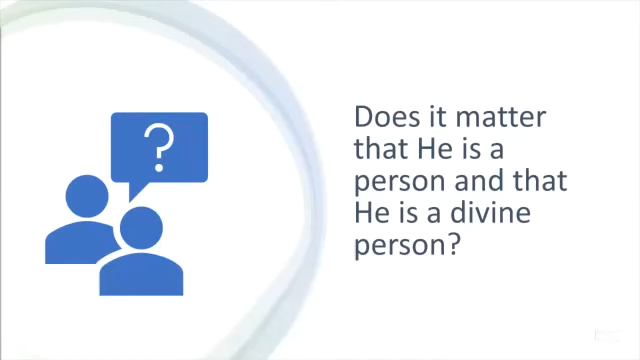 ?
Does it matter
that He is a
person and that
He is a divine
person?